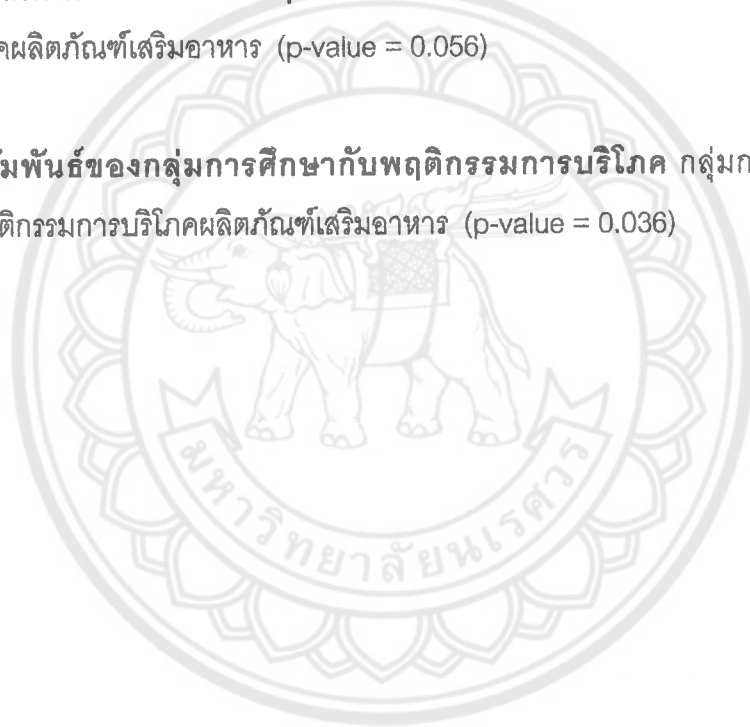 คผลิตภัณฑ์เสริมอาหาร (p-value = 0.056)
มพันธ์ของกลุ่มการศึกษากับพฤติกรรมการบริโภค กลุ่มก
ติกรรมการบริโภคผลิตภัณฑ์เสริมอาหาร (p-value = 0.036)
มหาวิทยาลัยนเรศวร